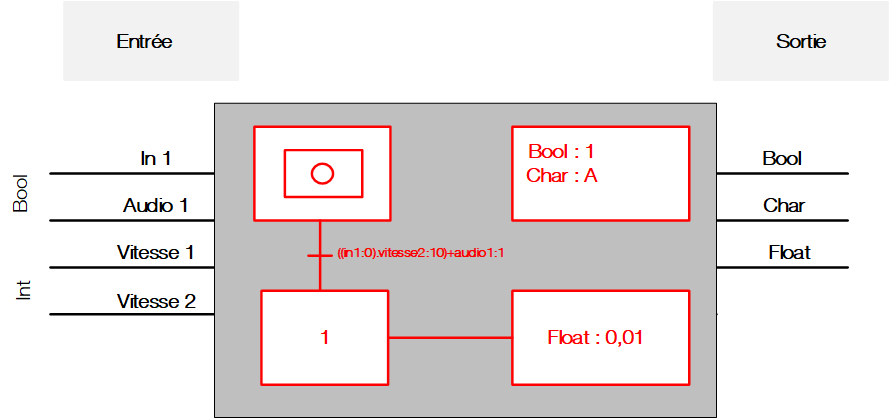 Entrée
Sortie
Bool
In 1
Audio 1
Int
Vitesse 1
Vitesse 2
Bool : 1
Char : A
((in1:0).vitesse2:10)+audio1:1
1
Float : 0,01
Bool
Char
Float